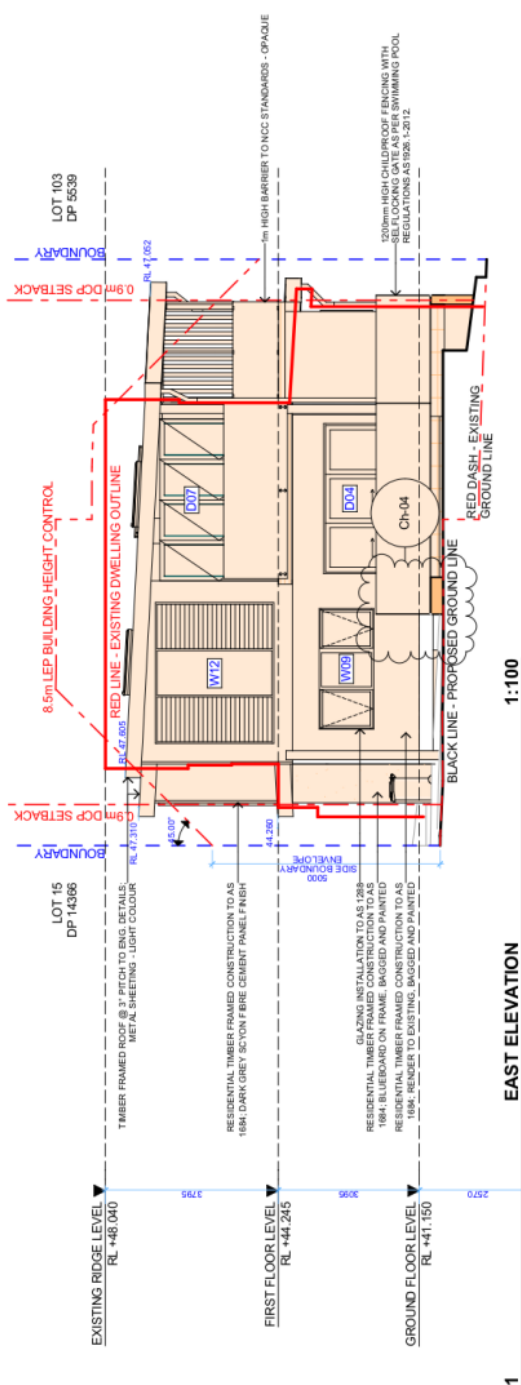 LOT 15
DP 14366
LOT 103
DP 5539
BOUNDARY
0.9m DCP SETBACK
8.5m LEP BUILDING HEIGHT CONTROL
0.9m DCP SETBACK
BOUNDARY
EXISTING RIDGE LEVEL
RL +48.040
TIMBER FRAMED ROOF @ 3° PITCH TO ENG. DETAILS;
METAL SHEETING - LIGHT COLOUR
RL 47.310
RL 47.605
RED LINE - EXISTING DWELLING OUTLINE
RL 47.052
45.00°
3795
RESIDENTIAL TIMBER FRAMED CONSTRUCTION TO AS
1684; DARK GREY SCYON FIBRE CEMENT PANEL FINISH
W12
D07
1m HIGH BARRIER TO NCC STANDARDS - OPAQUE
FIRST FLOOR LEVEL
RL +44.245
44.260
5000
SIDE BOUNDARY
ENVELOPE
3095
GLAZING INSTALLATION TO AS 1288
RESIDENTIAL TIMBER FRAMED CONSTRUCTION TO AS
1684; BLUEBOARD ON FRAME, BAGGED AND PAINTED
RESIDENTIAL TIMBER FRAMED CONSTRUCTION TO AS
1684; RENDER TO EXISTING, BAGGED AND PAINTED
W09
D04
Ch-04
1200mm HIGH CHILDPROOF FENCING WITH
SELFLOCKING GATE AS PER SWIMMING POOL
REGULATIONS AS1926.1-2012.
GROUND FLOOR LEVEL
RL +41.150
2570
BLACK LINE - PROPOSED GROUND LINE
RED DASH - EXISTING
GROUND LINE
1
EAST ELEVATION
1:100